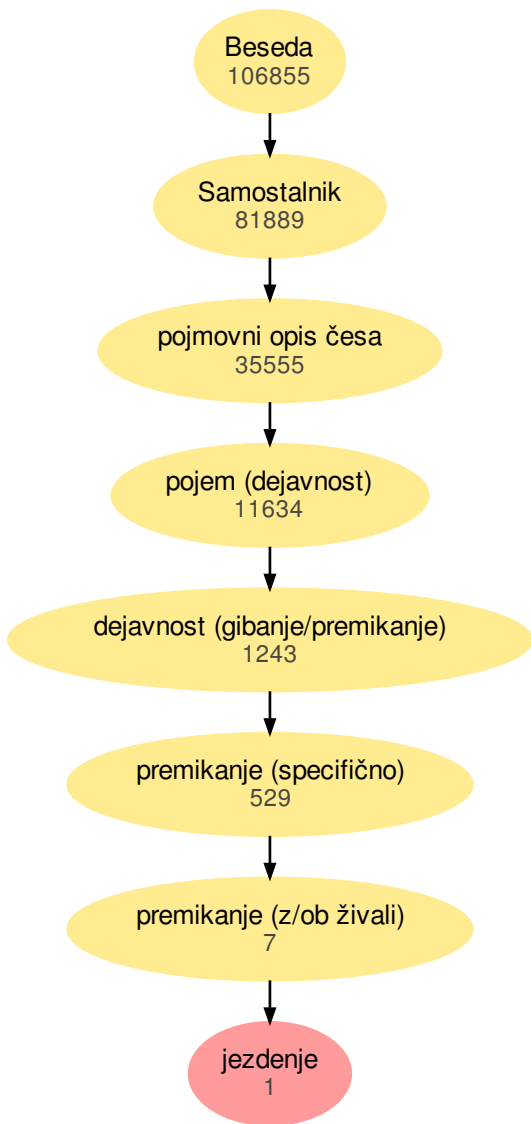 Beseda
106855
Samostalnik
81889
pojmovni opis česa
35555
pojem (dejavnost)
11634
dejavnost (gibanje/premikanje)
1243
premikanje (specifično)
529
premikanje (z/ob živali)
7
jezdenje
1